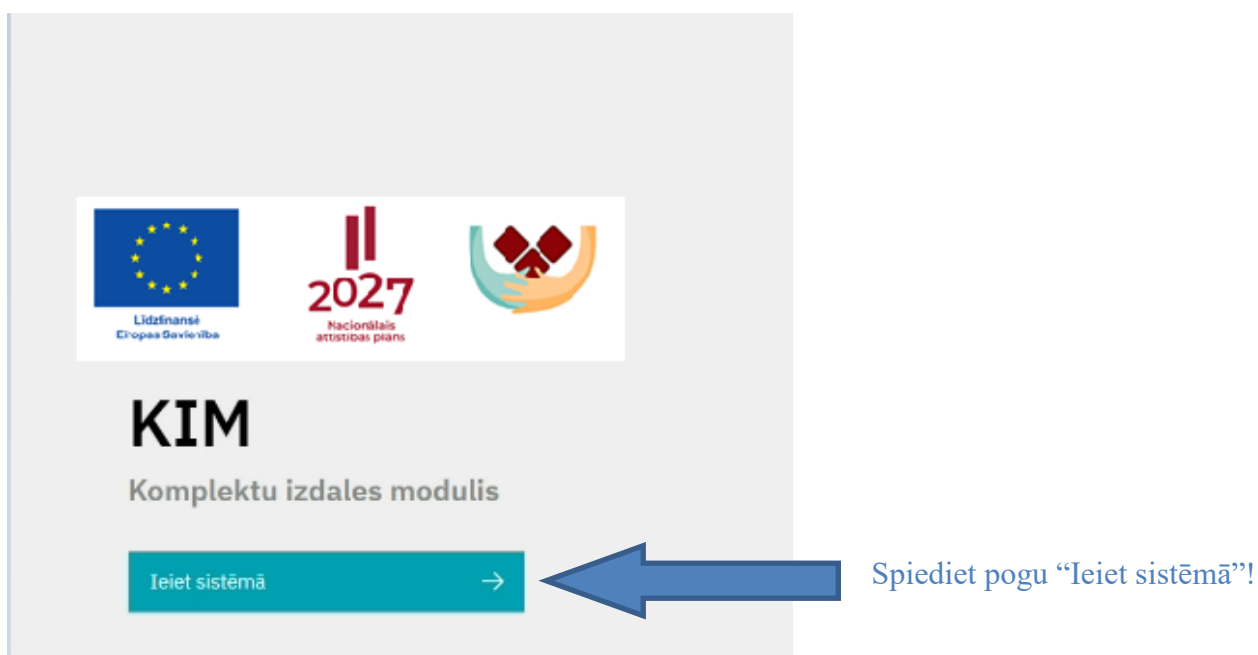 Līdzfinansē
Eiropas Savienība
2027
Nacionālais
attīstības plāns
KIM
Komplektu izdales modulis
Ieiet sistēmā
Spiediet pogu “Ieiet sistēmā”!